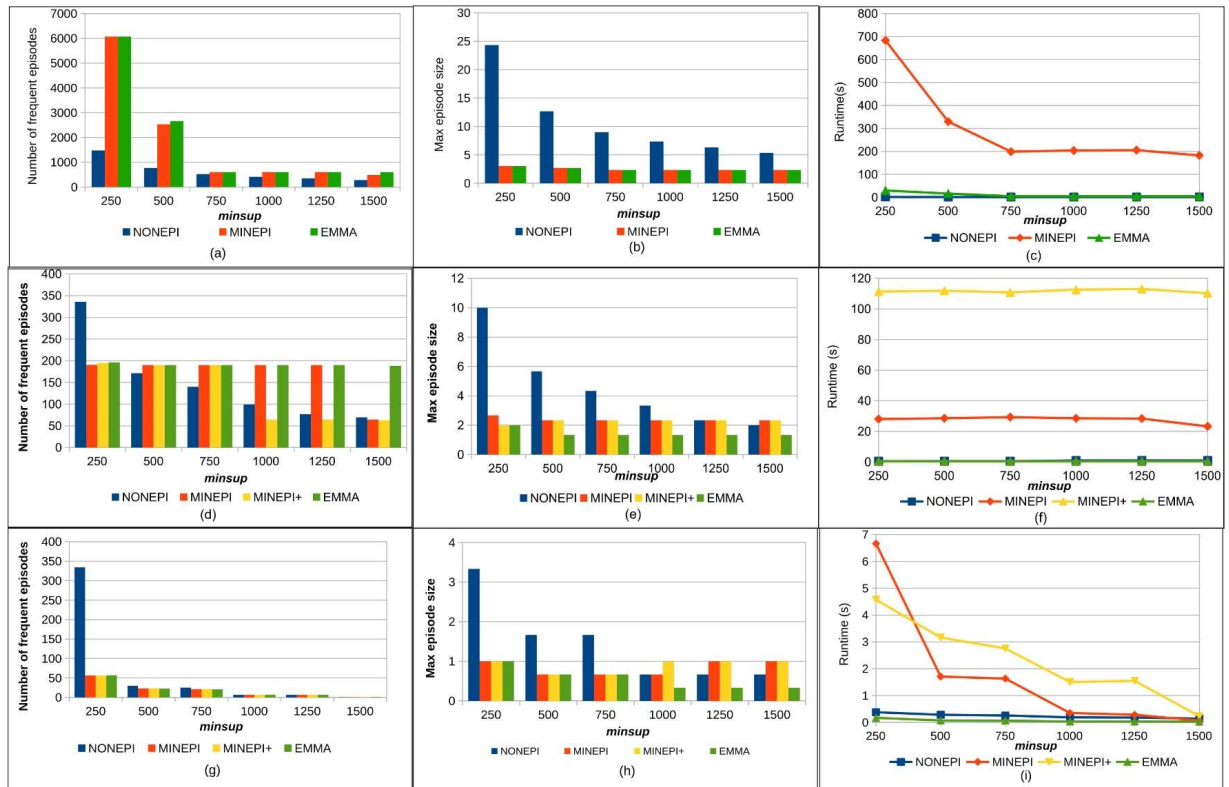 7000
6000
5000
4000
3000
2000
1000
0
Number of frequent episodes
250 500 750 1000 1250 1500
minsup
NONEPI MINEPI EMMA
(a)
30
25
20
15
10
5
0
Max episode size
250 500 750 1000 1250 1500
minsup
NONEPI MINEPI EMMA
(b)
800
700
600
500
400
300
200
100
0
Runtime(s)
250 500 750 1000 1250 1500
minsup
NONEPI MINEPI EMMA
(c)
400
350
300
250
200
150
100
50
0
Number of frequent episodes
250 500 750 1000 1250 1500
minsup
NONEPI MINEPI MINEPI+ EMMA
(d)
12
10
8
6
4
2
0
Max episode size
250 500 750 1000 1250 1500
minsup
NONEPI MINEPI MINEPI+ EMMA
(e)
120
100
80
60
40
20
0
Runtime (s)
250 500 750 1000 1250 1500
minsup
NONEPI MINEPI MINEPI+ EMMA
(f)
400
350
300
250
200
150
100
50
0
Number of frequent episodes
250 500 750 1000 1250 1500
minsup
NONEPI MINEPI MINEPI+ EMMA
(g)
4
3
2
1
0
Max episode size
250 500 750 1000 1250 1500
minsup
NONEPI MINEPI MINEPI+ EMMA
(h)
7
6
5
4
3
2
1
0
Runtime (s)
250 500 750 1000 1250 1500
minsup
NONEPI MINEPI MINEPI+ EMMA
(i)